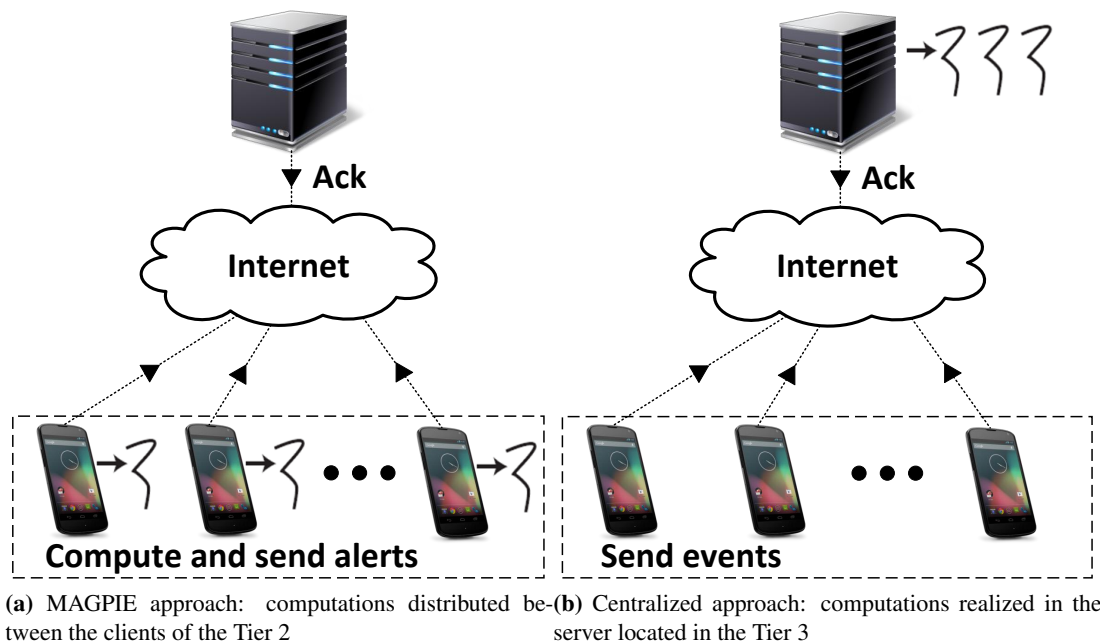 Ack
Internet
Compute and send alerts
(a) MAGPIE approach: computations distributed be-
tween the clients of the Tier 2
Ack
Internet
Send events
(b) Centralized approach: computations realized in the
server located in the Tier 3